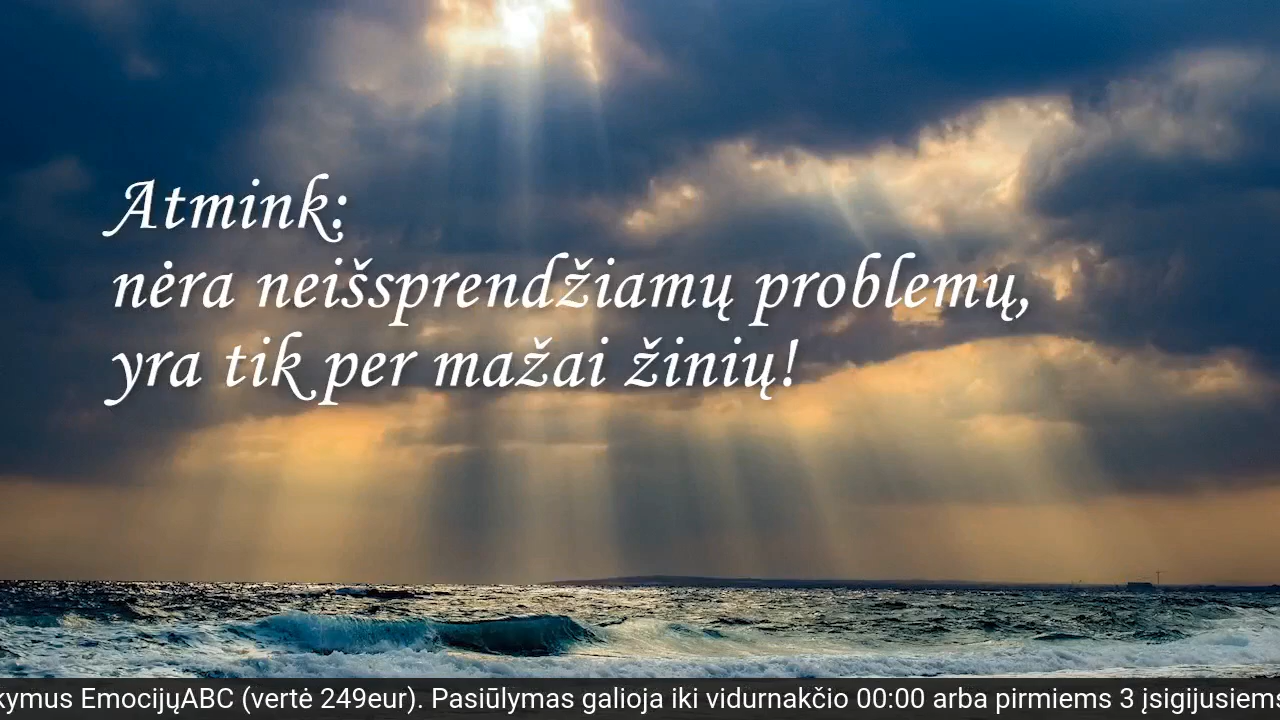 Atmink:
nėra neišsprendžiamų problemų,
yra tik per mažai žinių!
kymus EmocijųABC (vertė 249eur). Pasiūlymas galioja iki vidurnakčio 00:00 arba pirmiems 3 įsigijusiems